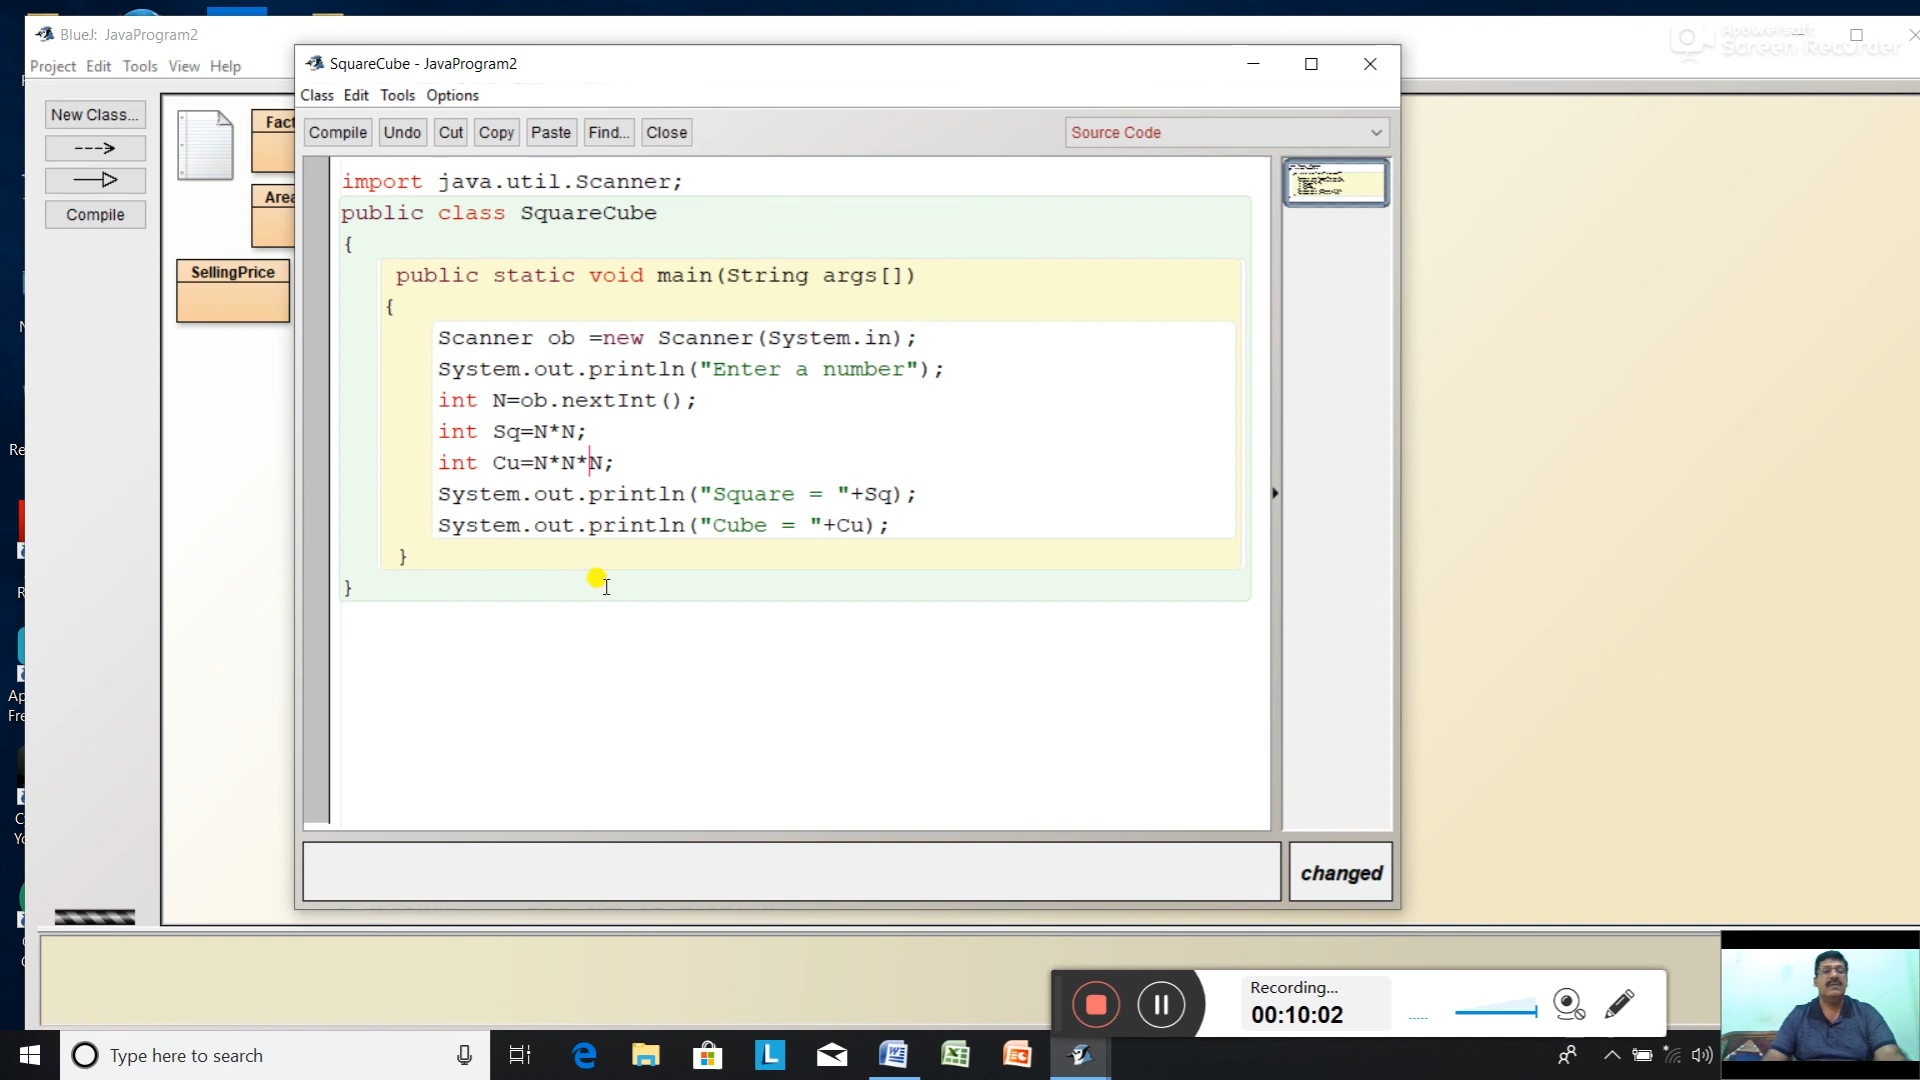 BlueJ: JavaProgram2
Apowersoft
Screen Recorder
Project Edit Tools View Help
SquareCube - JavaProgram2
Class Edit Tools Options
New Class...
Compile
Fact
Area
SellingPrice
Compile Undo Cut Copy Paste Find... Close
Source Code
import java.util.Scanner;
public class SquareCube
{
public static void main(String args[])
{
Scanner ob =new Scanner(System.in);
System.out.println("Enter a number");
int N=ob.nextInt();
int Sq=N*N;
int Cu=N*N*N;
System.out.println("Square = "+Sq);
System.out.println("Cube = "+Cu);
}
}
changed
Recording...
00:10:02
Type here to search